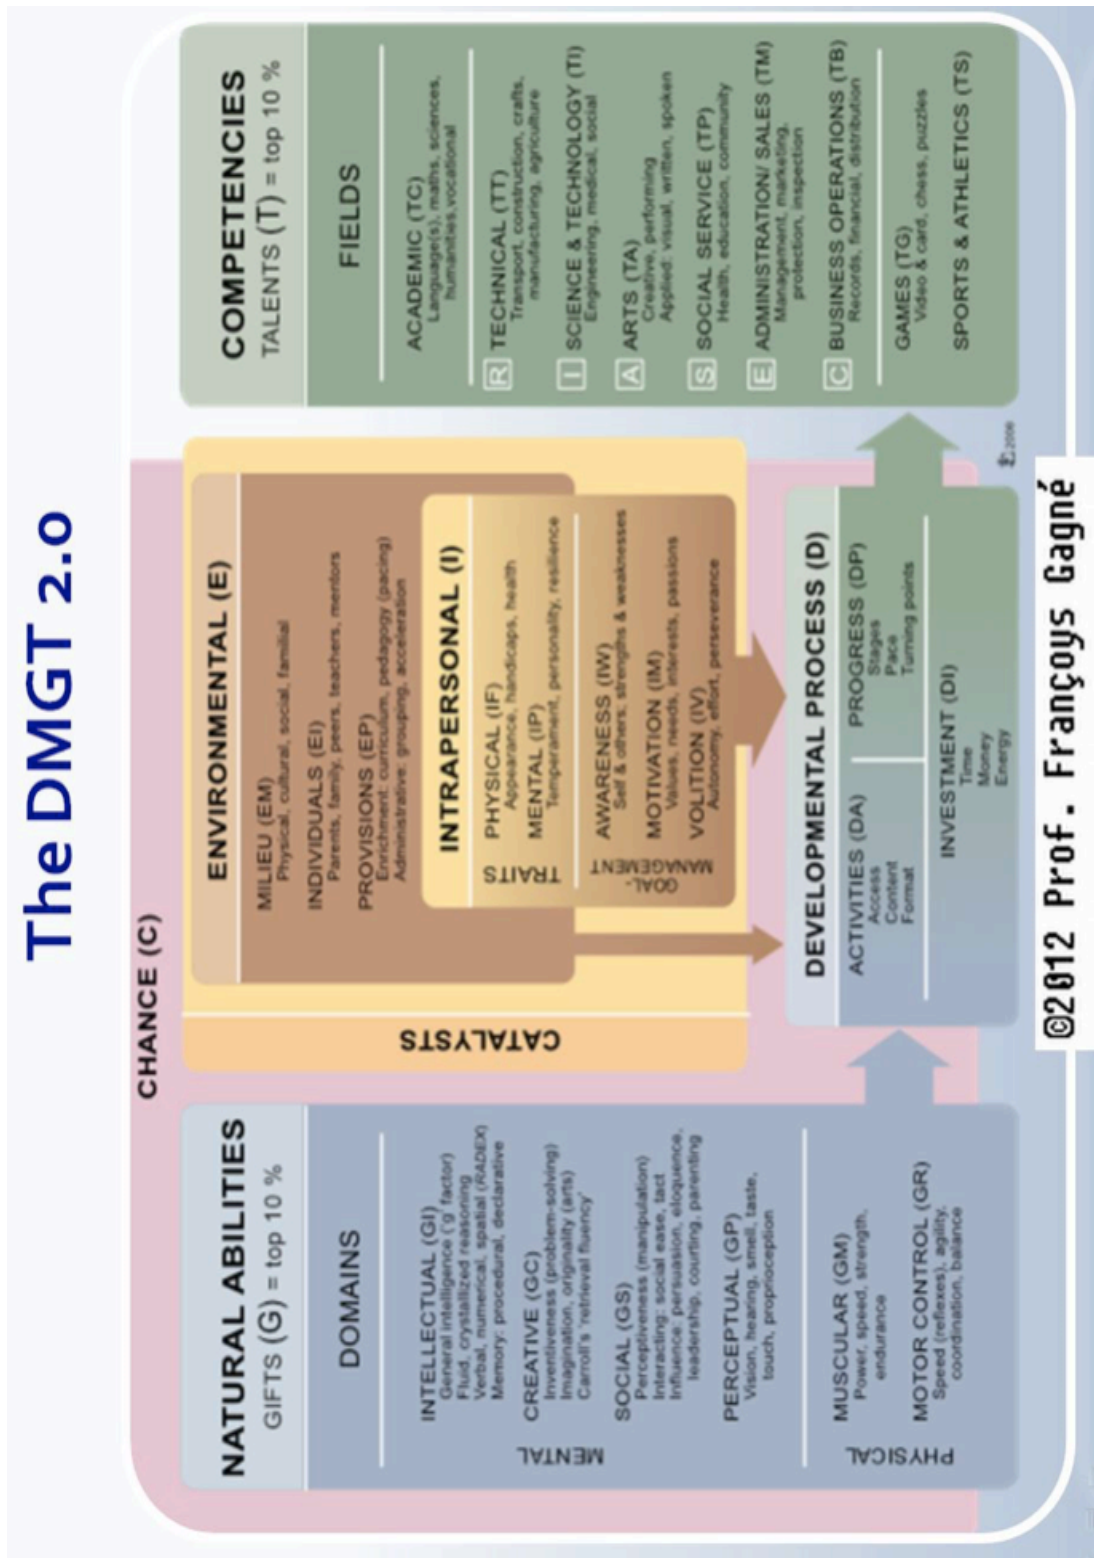 The DMGT 2.0
CHANCE (C)
NATURAL ABILITIES
GIFTS (G) = top 10 %
DOMAINS
MENTAL
INTELLECTUAL (GI)
General intelligence ('g' factor)
Fluid, crystallized reasoning
Verbal, numerical, spatial (RADEX)
Memory: procedural, declarative
CREATIVE (GC)
Inventiveness (problem-solving)
Imagination, originality (arts)
Carroll's 'retrieval fluency'
SOCIAL (GS)
Perceptiveness (manipulation)
Interacting: social ease, tact
Influence: persuasion, eloquence,
leadership, courting, parenting
PERCEPTUAL (GP)
Vision, hearing, smell, taste,
touch, proprioception
PHYSICAL
MUSCULAR (GM)
Power, speed, strength,
endurance
MOTOR CONTROL (GR)
Speed (reflexes), agility,
coordination, balance
CATALYSTS
ENVIRONMENTAL (E)
MILIEU (EM)
Physical, cultural, social, familial
INDIVIDUALS (EI)
Parents, family, peers, teachers, mentors
PROVISIONS (EP)
Enrichment: curriculum, pedagogy (pacing)
Administrative: grouping, acceleration
INTRAPERSONAL (I)
TRAITS
PHYSICAL (IF)
Appearance, handicaps, health
MENTAL (IP)
Temperament, personality, resilience
GOAL-
MANAGEMENT
AWARENESS (IW)
Self & others; strengths & weaknesses
MOTIVATION (IM)
Values, needs, interests, passions
VOLITION (IV)
Autonomy, effort, perseverance
DEVELOPMENTAL PROCESS (D)
ACTIVITIES (DA)
Access
Content
Format
PROGRESS (DP)
Stages
Pace
Turning points
INVESTMENT (DI)
Time
Money
Energy
COMPETENCIES
TALENTS (T) = top 10 %
FIELDS
ACADEMIC (TC)
Language(s), maths, sciences,
humanities,vocational
R TECHNICAL (TT)
Transport, construction, crafts,
manufacturing, agriculture
I SCIENCE & TECHNOLOGY (TI)
Engineering, medical, social
A ARTS (TA)
Creative, performing
Applied: visual, written, spoken
S SOCIAL SERVICE (TP)
Health, education, community
E ADMINISTRATION/ SALES (TM)
Management, marketing,
protection, inspection
C BUSINESS OPERATIONS (TB)
Records, financial, distribution
GAMES (TG)
Video & card, chess, puzzles
SPORTS & ATHLETICS (TS)
©2012 Prof. Françoys Gagné